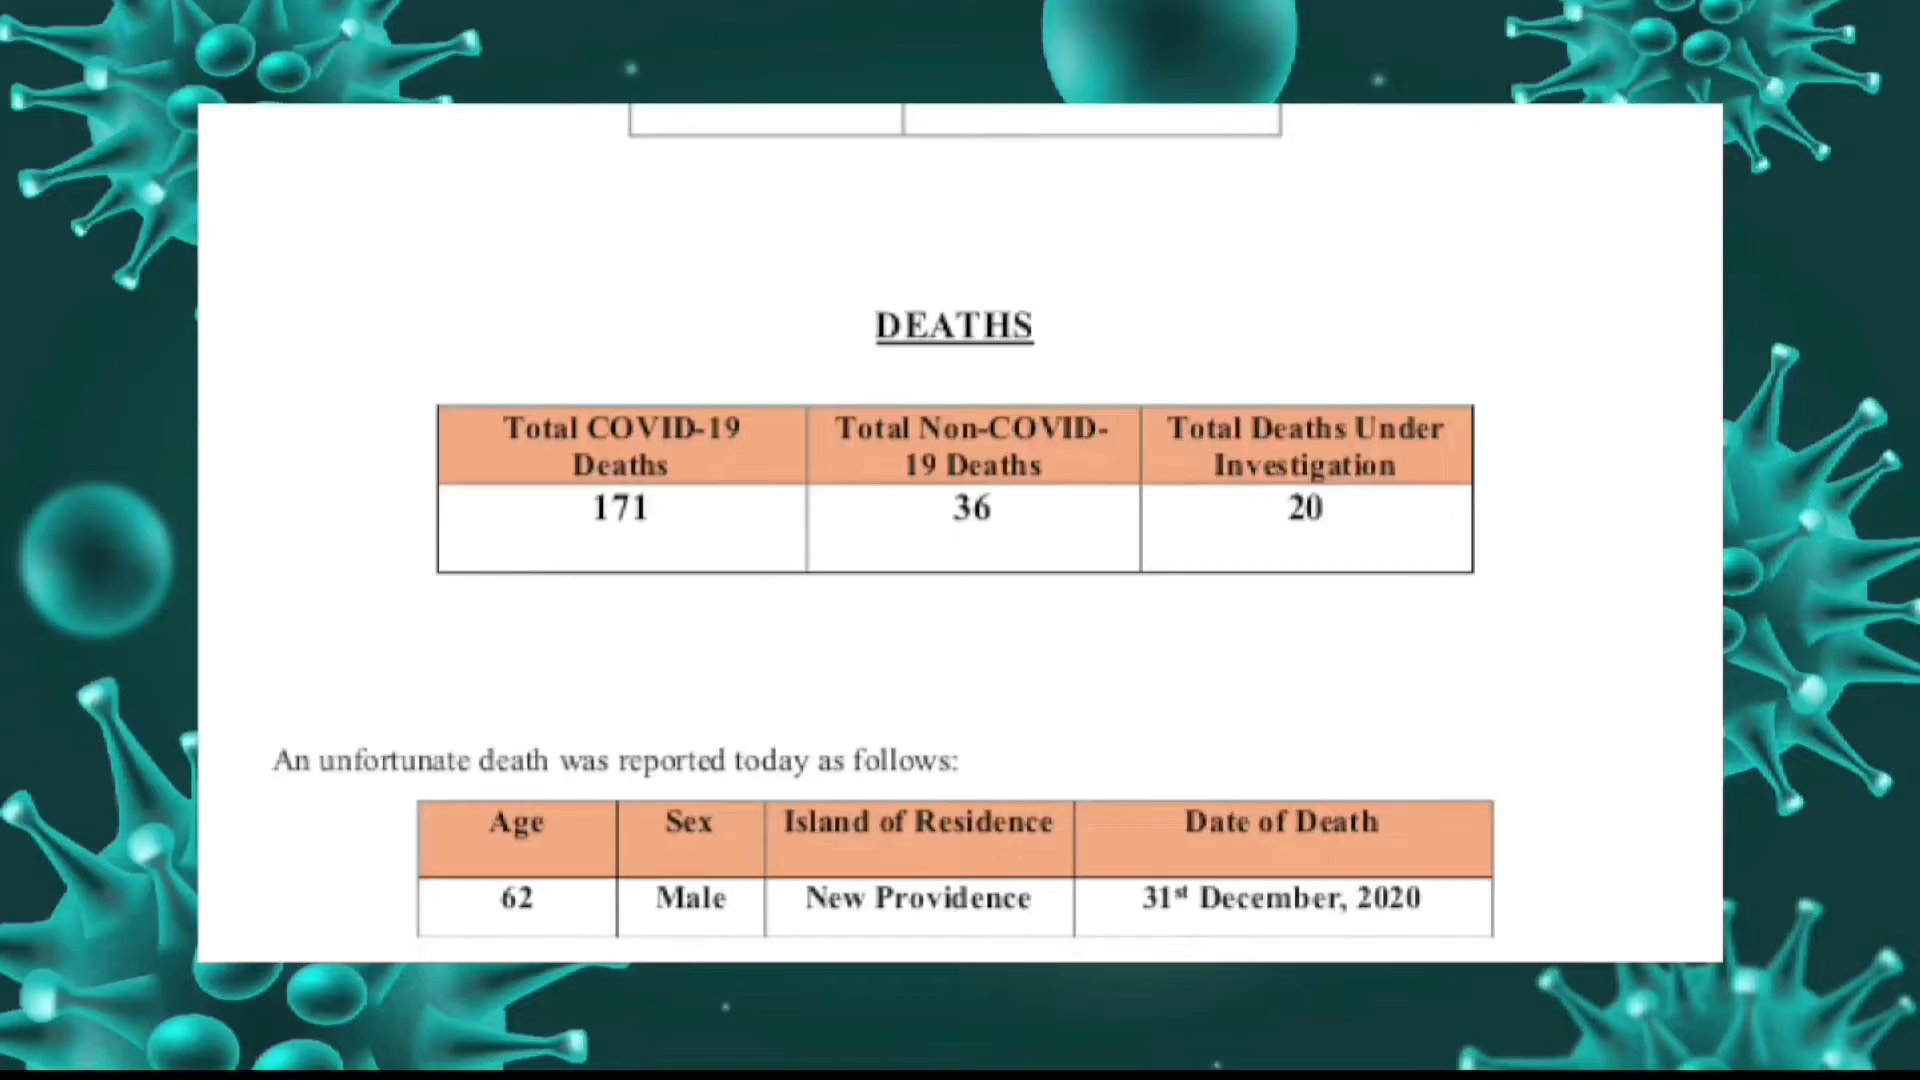 DEATHS
Total COVID-19 Deaths
Total Non-COVID-19 Deaths
Total Deaths Under Investigation
171
36
20
An unfortunate death was reported today as follows:
Age
Sex
Island of Residence
Date of Death
62
Male
New Providence
31st December, 2020